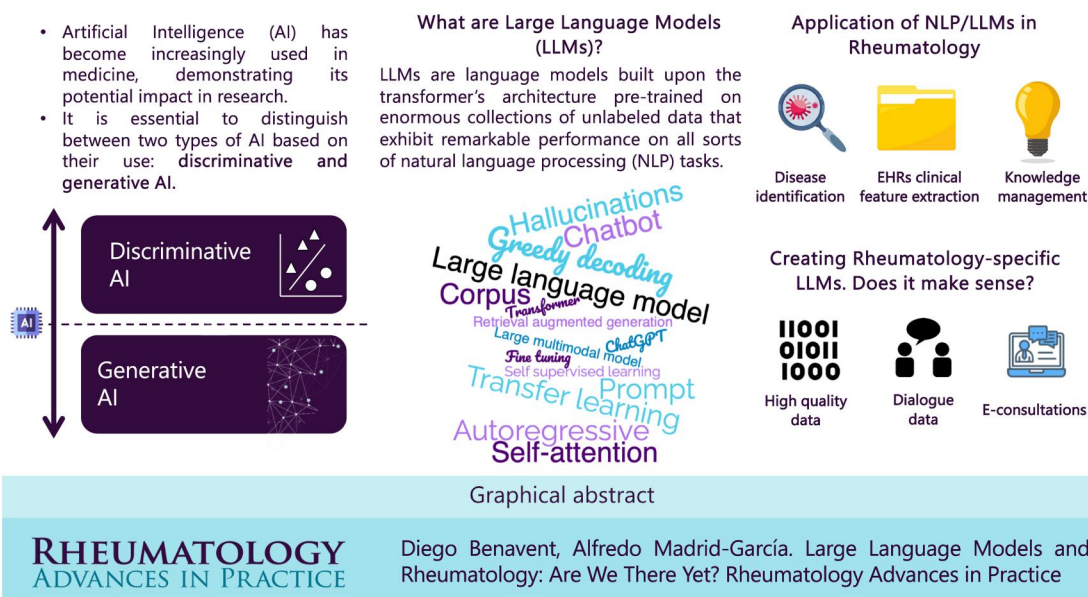 • Artificial Intelligence (AI) has
become increasingly used in
medicine, demonstrating its
potential impact in research.
• It is essential to distinguish
between two types of AI based on
their use: discriminative and
generative AI.
AI
Discriminative
AI
Generative
AI
What are Large Language Models
(LLMs)?
LLMs are language models built upon the
transformer's architecture pre-trained on
enormous collections of unlabeled data that
exhibit remarkable performance on all sorts
of natural language processing (NLP) tasks.
Hallucinations
Chatbot
Greedy decoding
Large language model
Corpus
Transformer
Retrieval augmented generation
ChatGPT
Large multimodal model
Fine tuning
Self supervised learning
Prompt
Transfer learning
Autoregressive
Self-attention
Application of NLP/LLMs in
Rheumatology
Disease
identification
EHRs clinical
feature extraction
Knowledge
management
Creating Rheumatology-specific
LLMs. Does it make sense?
11001
01011
1000
High quality
data
Dialogue
data
E-consultations
Graphical abstract
RHEUMATOLOGY
ADVANCES IN PRACTICE
Diego Benavent, Alfredo Madrid-García. Large Language Models and
Rheumatology: Are We There Yet? Rheumatology Advances in Practice